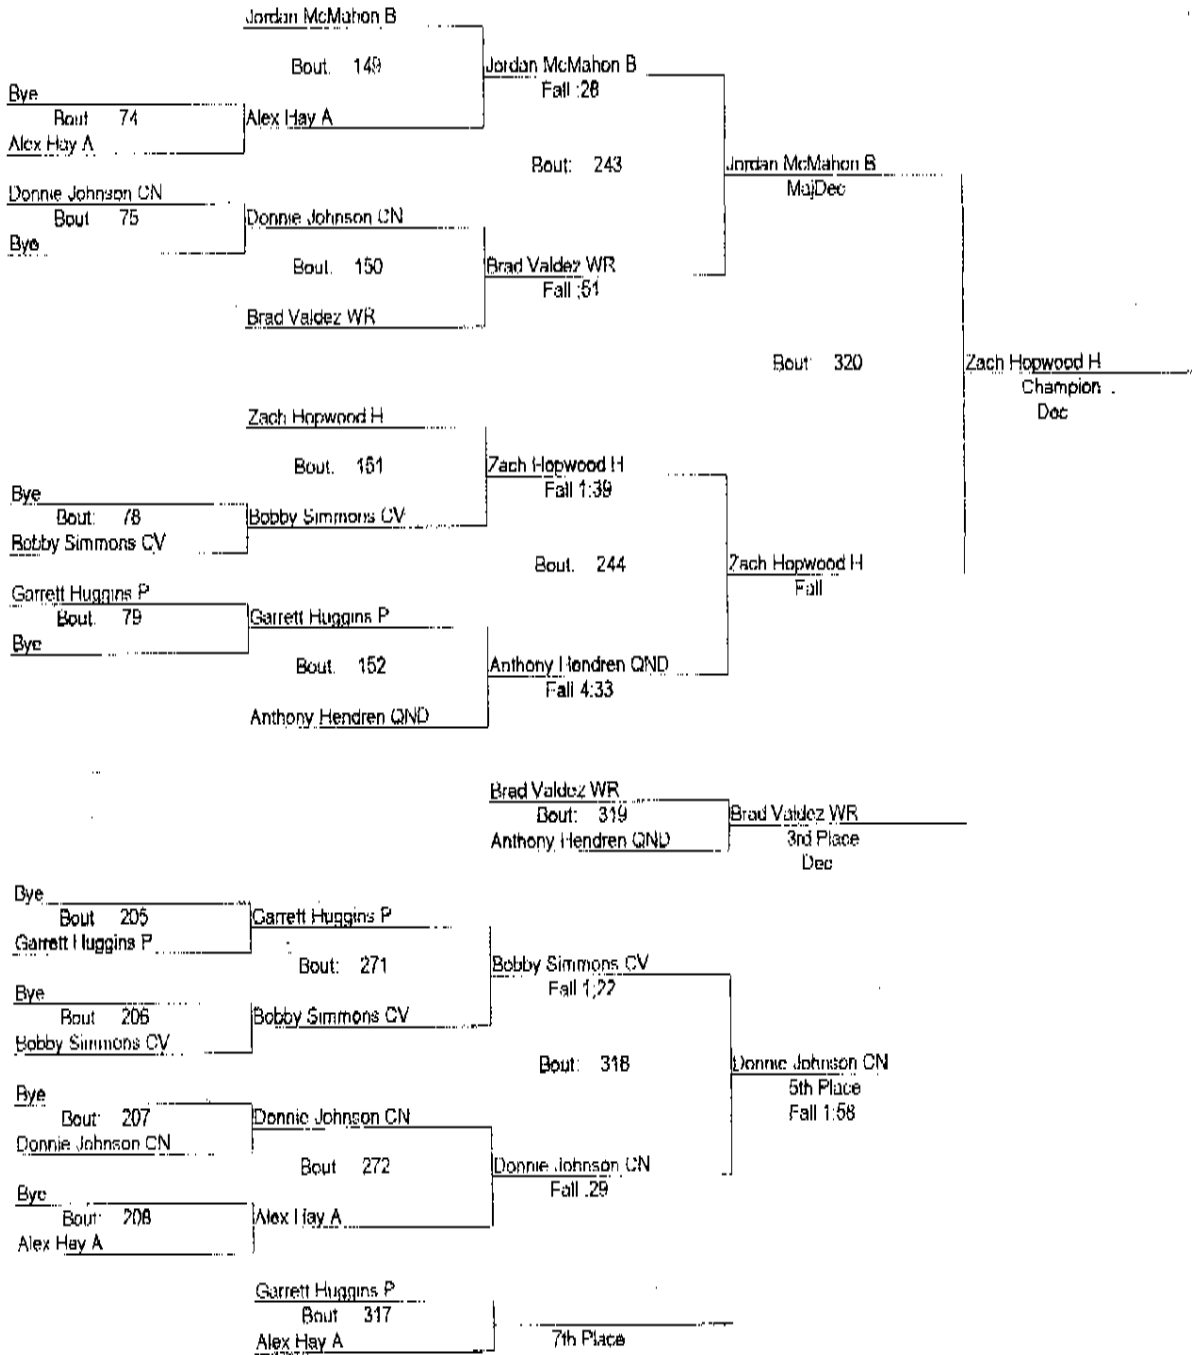 Jordan McMahon B
Bout. 149
Jordan McMahon B
Fall :28
Bye
Bout 74
Alex Hay A
Alex Hay A
Bout: 243
Jordan McMahon B
MajDec
Donnie Johnson CN
Bout 75
Donnie Johnson CN
Bye
Bout. 150
Brad Valdez WR
Fall :51
Brad Valdez WR
Bout: 320
Zach Hopwood H
Champion
Dec
Zach Hopwood H
Bout. 151
Zach Hopwood H
Fall 1:39
Bye
Bout: 78
Bobby Simmons CV
Bobby Simmons CV
Bout. 244
Zach Hopwood H
Fall
Garrett Huggins P
Bout. 79
Garrett Huggins P
Bye
Bout. 152
Anthony Hendren QND
Fall 4:33
Anthony Hendren QND
Brad Valdez WR
Bout: 319
Brad Valdez WR
Anthony Hendren QND
3rd Place
Dec
Bye
Bout 205
Garrett Huggins P
Garrett Huggins P
Bout: 271
Bobby Simmons CV
Fall 1:22
Bye
Bout 206
Bobby Simmons CV
Bobby Simmons CV
Bout: 318
Donnie Johnson CN
5th Place
Fall 1:58
Bye
Bout: 207
Donnie Johnson CN
Donnie Johnson CN
Bout 272
Donnie Johnson CN
Fall :29
Bye
Bout: 208
Alex Hay A
Alex Hay A
Garrett Huggins P
Bout 317
Alex Hay A
7th Place